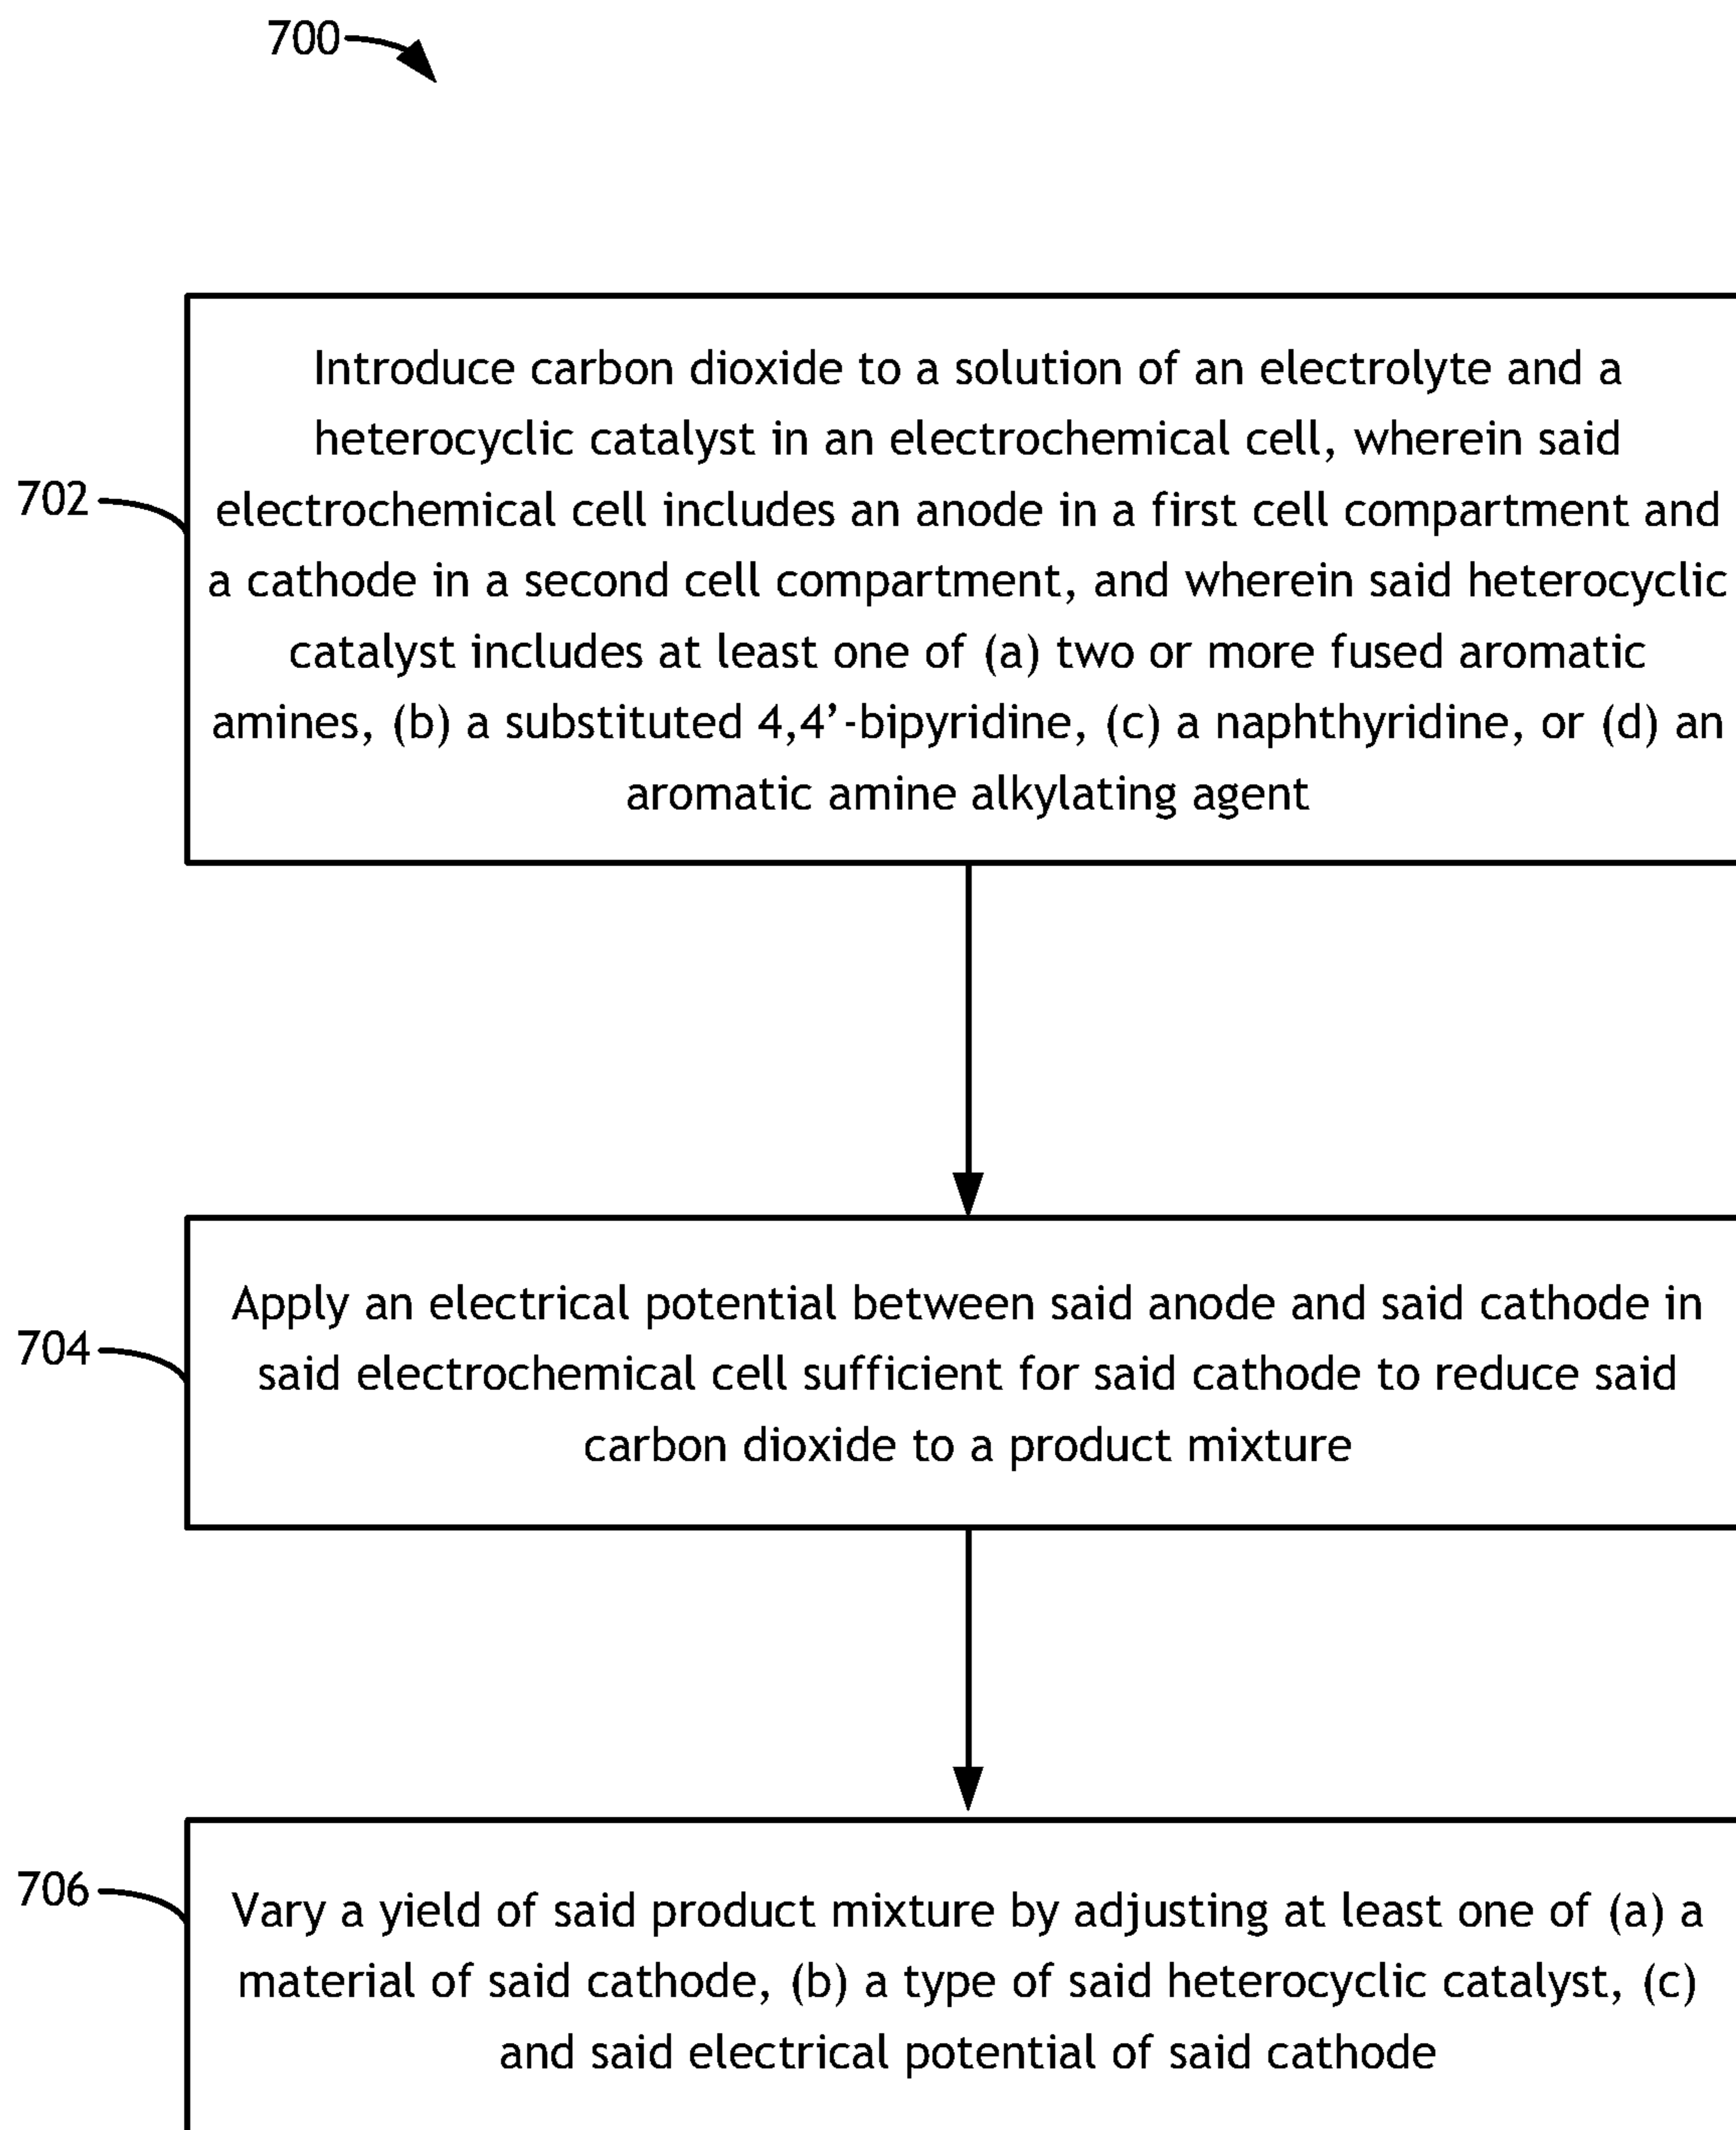 700
702
Introduce carbon dioxide to a solution of an electrolyte and a
heterocyclic catalyst in an electrochemical cell, wherein said
electrochemical cell includes an anode in a first cell compartment and
a cathode in a second cell compartment, and wherein said heterocyclic
catalyst includes at least one of (a) two or more fused aromatic
amines, (b) a substituted 4,4’-bipyridine, (c) a naphthyridine, or (d) an
aromatic amine alkylating agent
704
Apply an electrical potential between said anode and said cathode in
said electrochemical cell sufficient for said cathode to reduce said
carbon dioxide to a product mixture
706
Vary a yield of said product mixture by adjusting at least one of (a) a
material of said cathode, (b) a type of said heterocyclic catalyst, (c)
and said electrical potential of said cathode